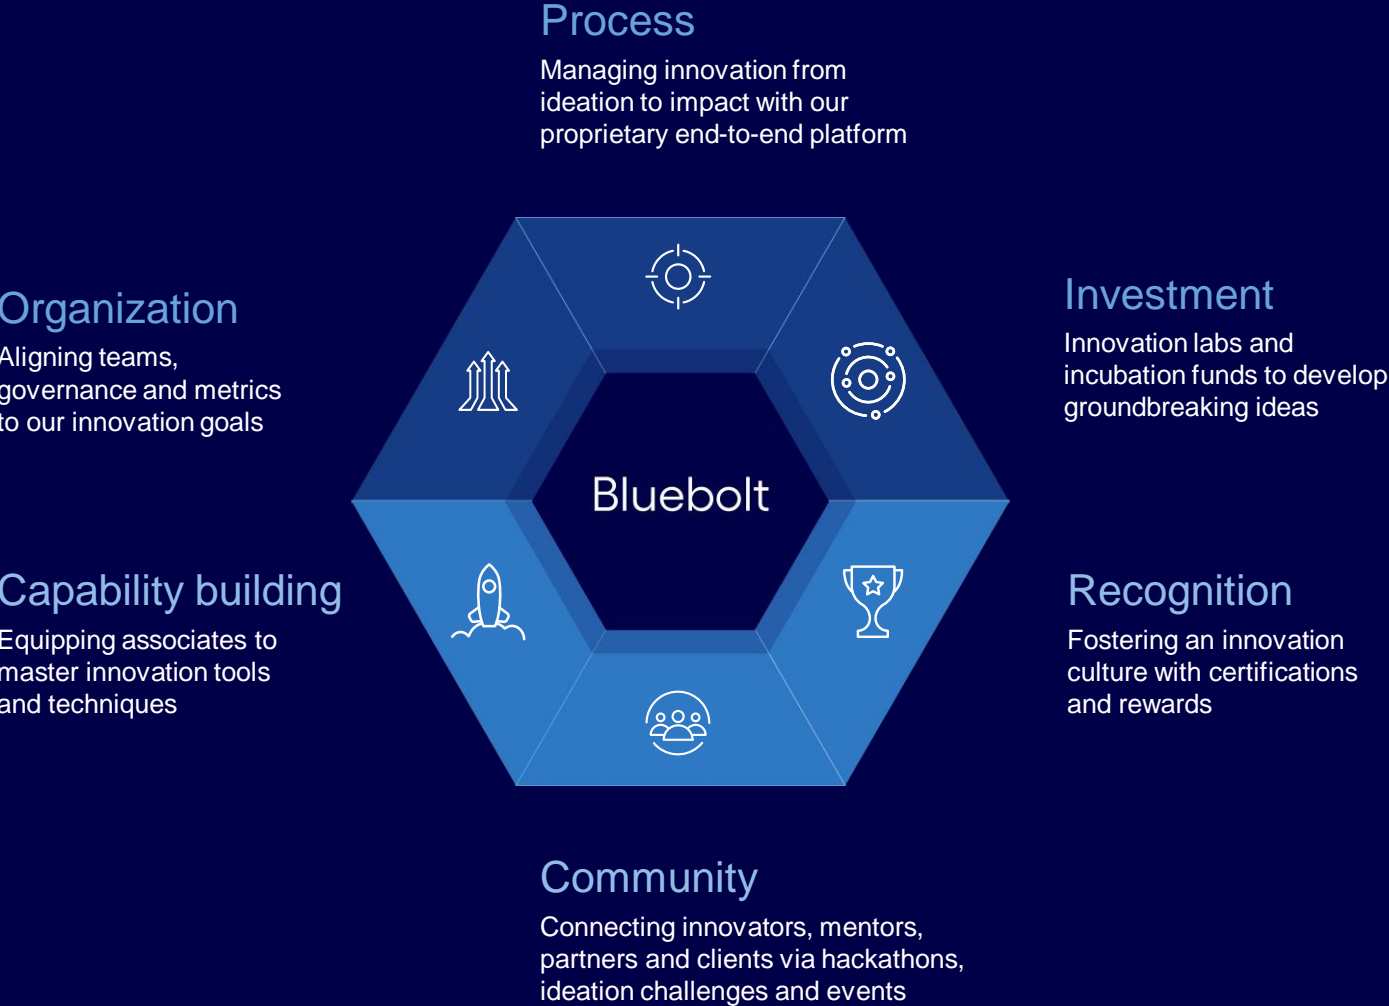 Process
Managing innovation from
ideation to impact with our
proprietary end-to-end platform
Organization
Aligning teams,
governance and metrics
to our innovation goals
Investment
Innovation labs and
incubation funds to develop
groundbreaking ideas
Bluebolt
Capability building
Equipping associates to
master innovation tools
and techniques
Recognition
Fostering an innovation
culture with certifications
and rewards
Community
Connecting innovators, mentors,
partners and clients via hackathons,
ideation challenges and events